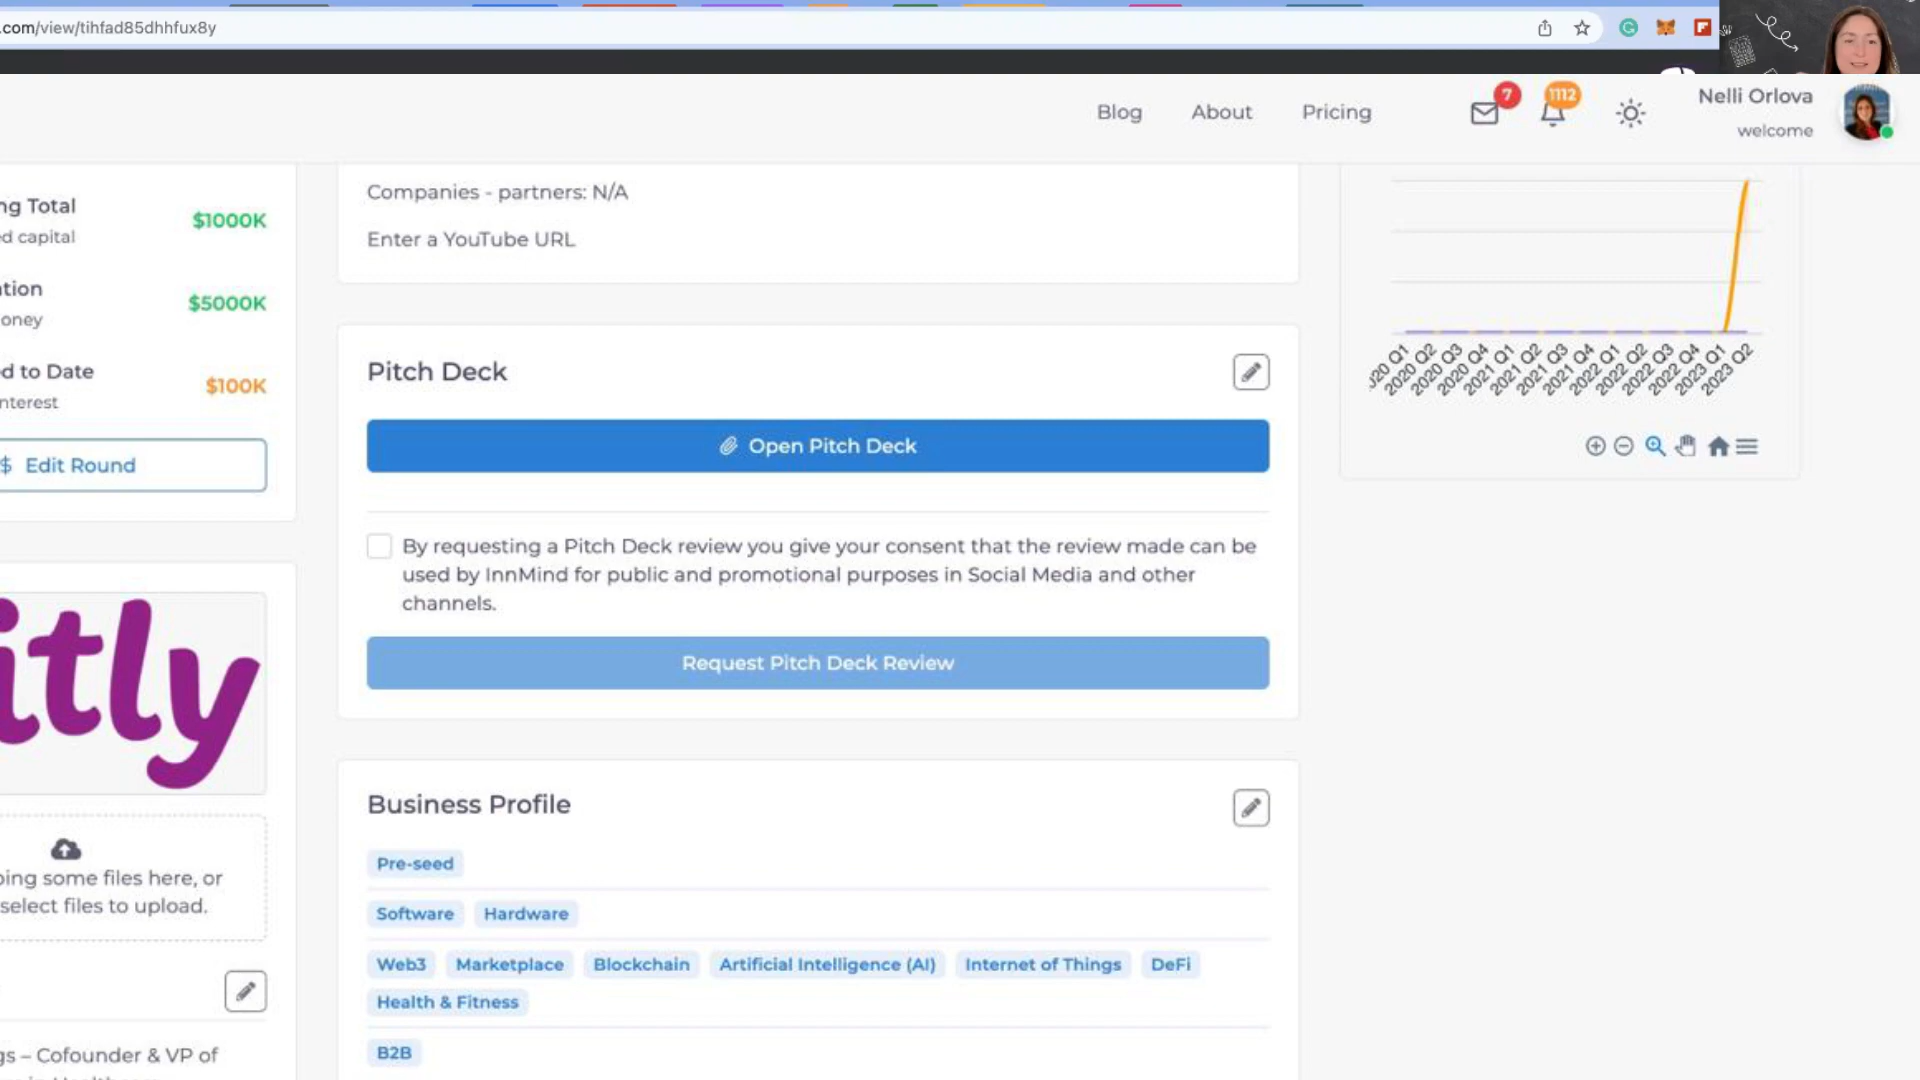 .com/view/tihfad85dhhfux8y
Blog About Pricing 7 1112 Nelli Orlova
welcome
ng Total
ed capital
$1000K
ation
oney
$5000K
d to Date
nterest
$100K
$ Edit Round
itly
ping some files here, or
select files to upload.
gs – Cofounder & VP of
Companies - partners: N/A
Enter a YouTube URL
Pitch Deck
Open Pitch Deck
By requesting a Pitch Deck review you give your consent that the review made can be
used by InnMind for public and promotional purposes in Social Media and other
channels.
Request Pitch Deck Review
Business Profile
Pre-seed
Software Hardware
Web3 Marketplace Blockchain Artificial Intelligence (AI) Internet of Things DeFi
Health & Fitness
B2B
020 Q1 2020 Q2 2020 Q3 2020 Q4 2021 Q1 2021 Q2 2021 Q3 2021 Q4 2022 Q1 2022 Q2 2022 Q3 2022 Q4 2023 Q1 2023 Q2